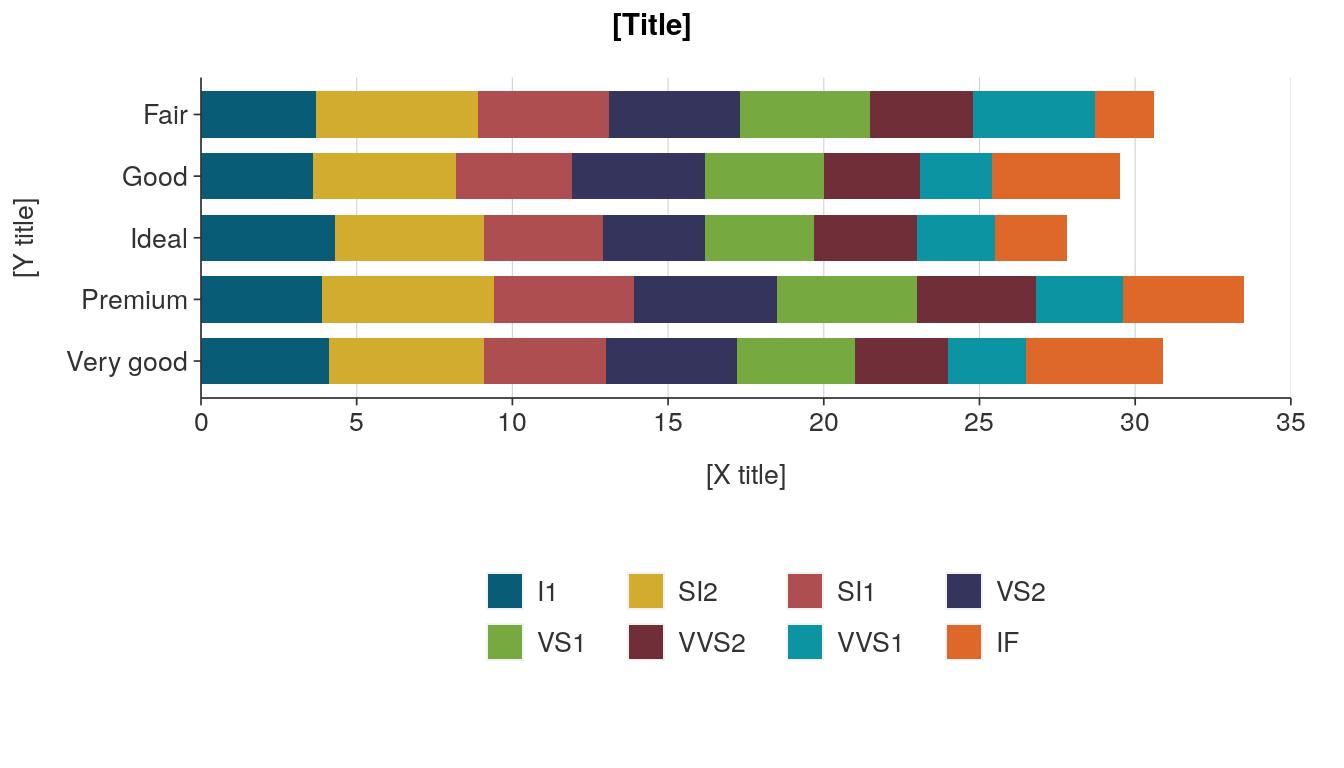 [Title]
[Y title]
Fair
Good
Ideal
Premium
Very good
0 5 10 15 20 25 30 35
[X title]
I1 SI2 SI1 VS2
VS1 VVS2 VVS1 IF